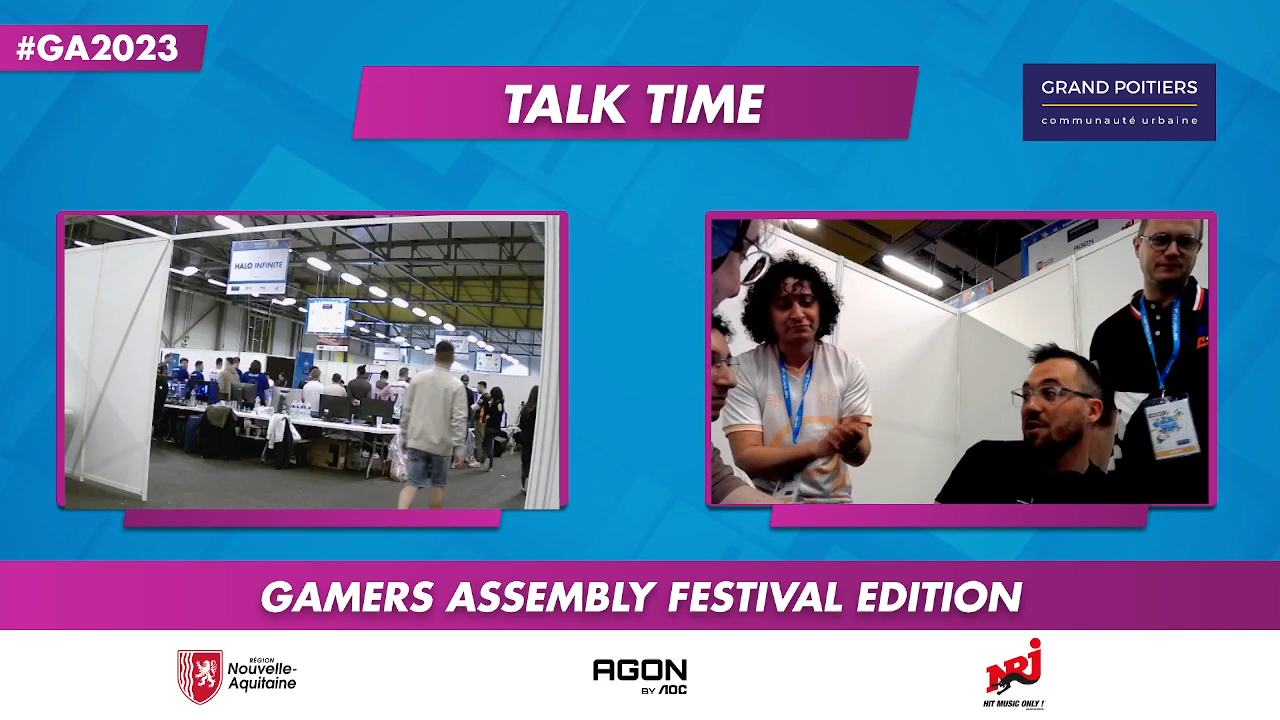 #GA2023
TALK TIME
GRAND POITIERS
communauté urbaine
HALO INFINITE
AGON
GAMERS ASSEMBLY FESTIVAL EDITION
RÉGION
Nouvelle-
Aquitaine
AGON
BY AOC
NRJ
HIT MUSIC ONLY !